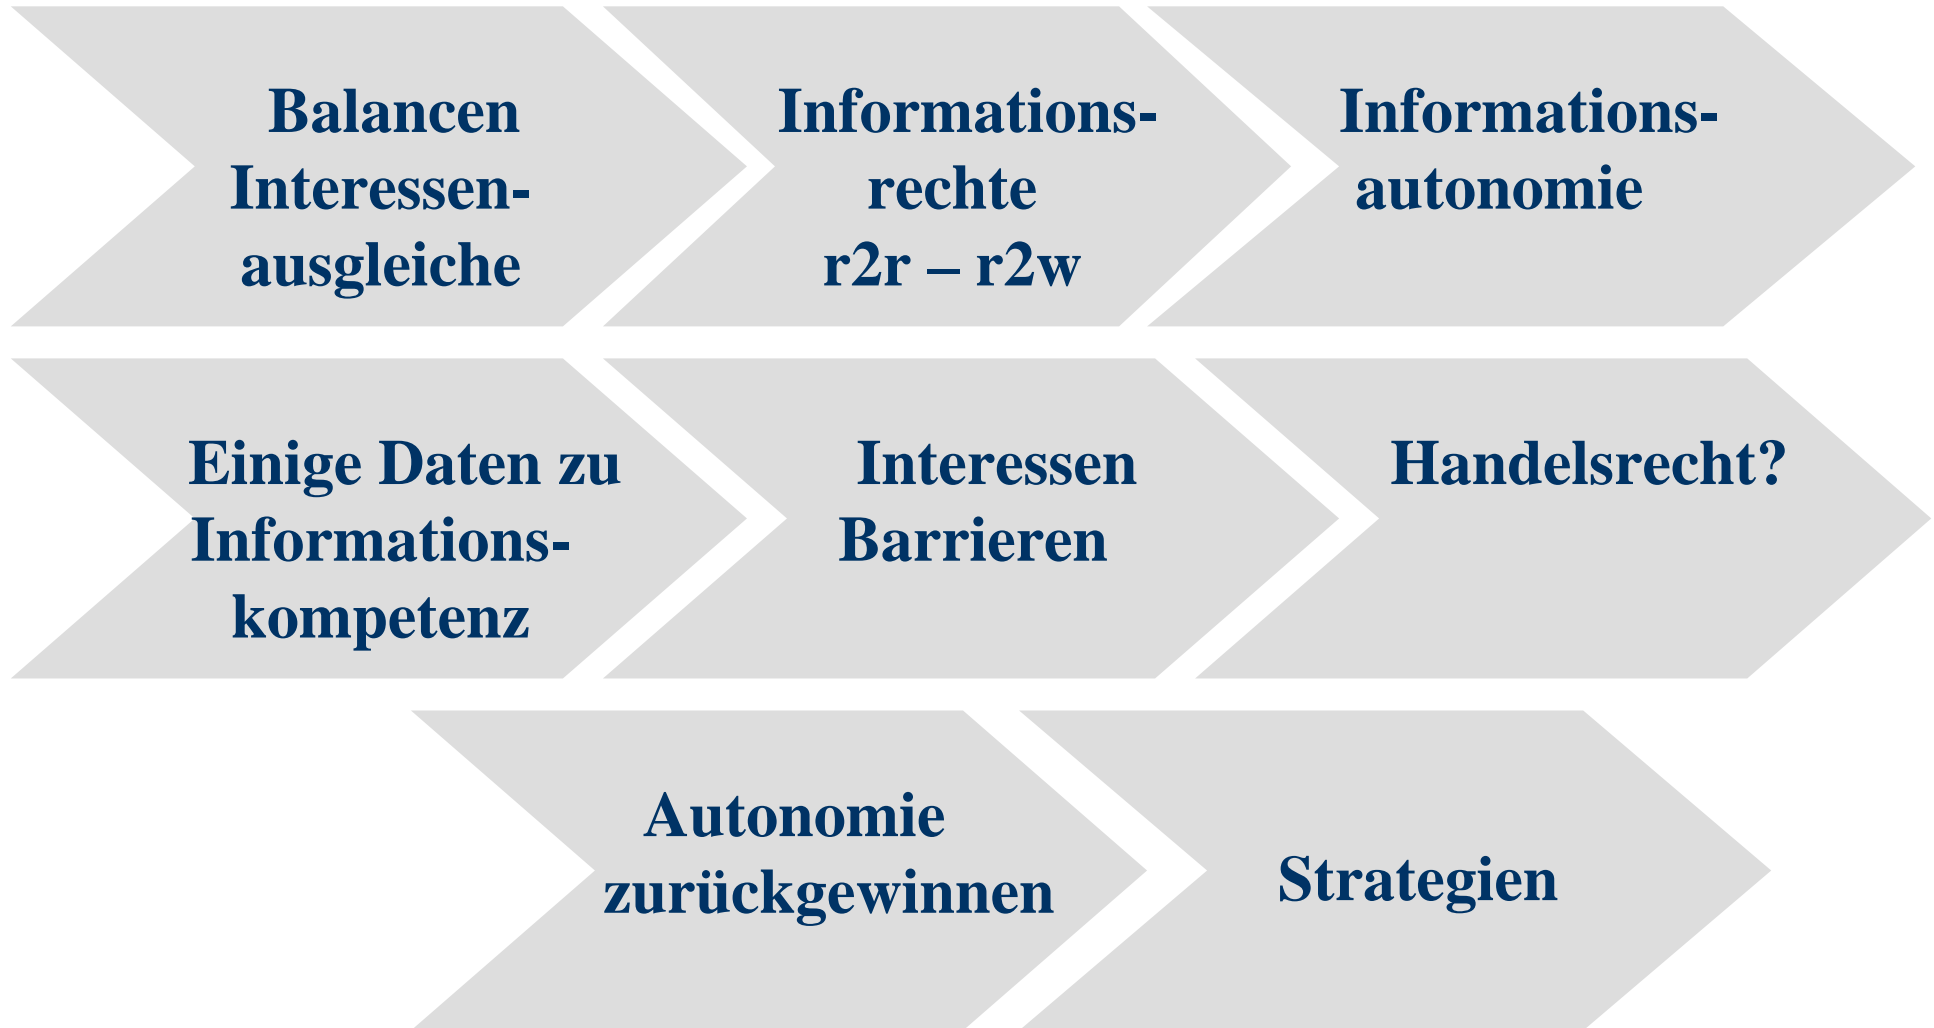 Balancen
Interessen-
ausgleiche
Informations-
rechte
r2r – r2w
Informations-
autonomie
Einige Daten zu
Informations-
kompetenz
Interessen
Barrieren
Handelsrecht?
Autonomie
zurückgewinnen
Strategien